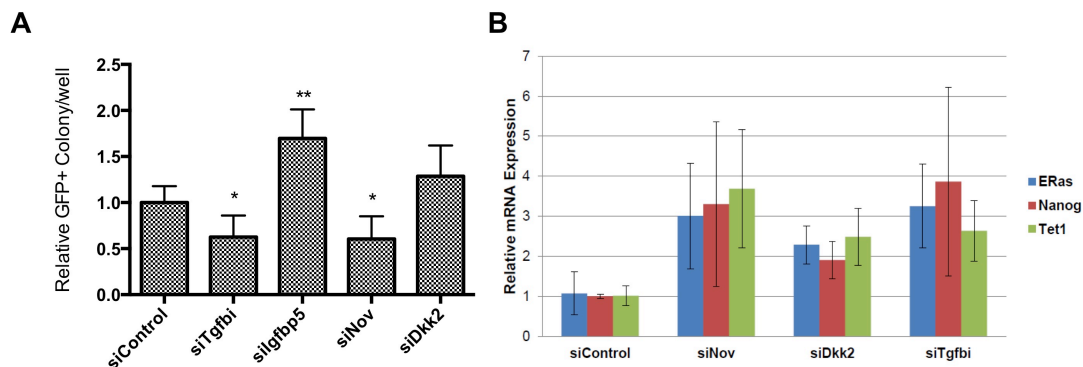 A
Relative GFP+ Colony/well
2.5
2.0
1.5
1.0
0.5
0.0
*
**
*
siControl
siTgfbi
siIgfbp5
siNov
siDkk2
B
Relative mRNA Expression
7
6
5
4
3
2
1
0
siControl
siNov
siDkk2
siTgfbi
ERas
Nanog
Tet1